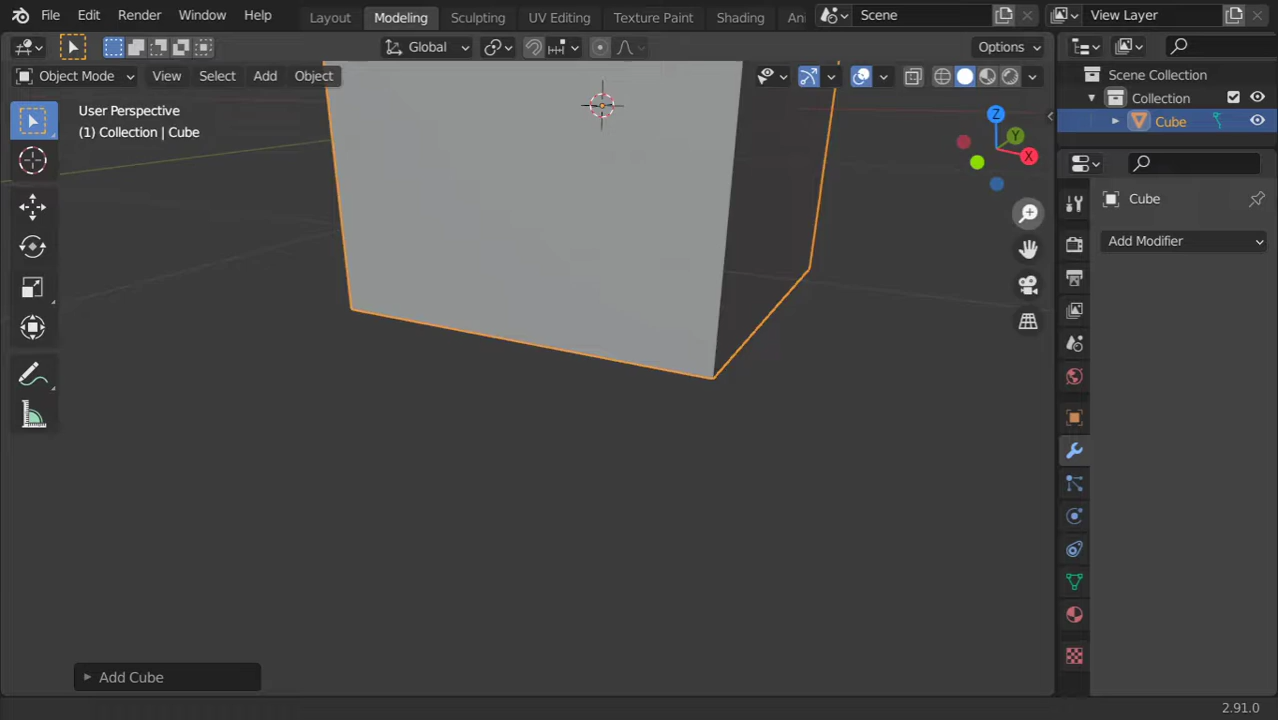 File Edit Render Window Help Layout Modeling Sculpting UV Editing Texture Paint Shading An Scene View Layer
Global Options
Object Mode View Select Add Object Scene Collection
User Perspective Collection
(1) Collection | Cube Cube
Z
Y
X
Cube
Add Modifier
Add Cube
2.91.0